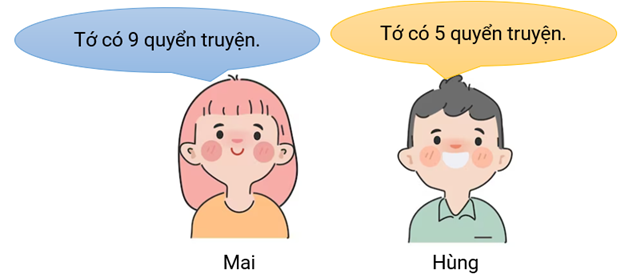 Tớ có 9 quyển truyện.
Tớ có 5 quyển truyện.
Mai
Hùng